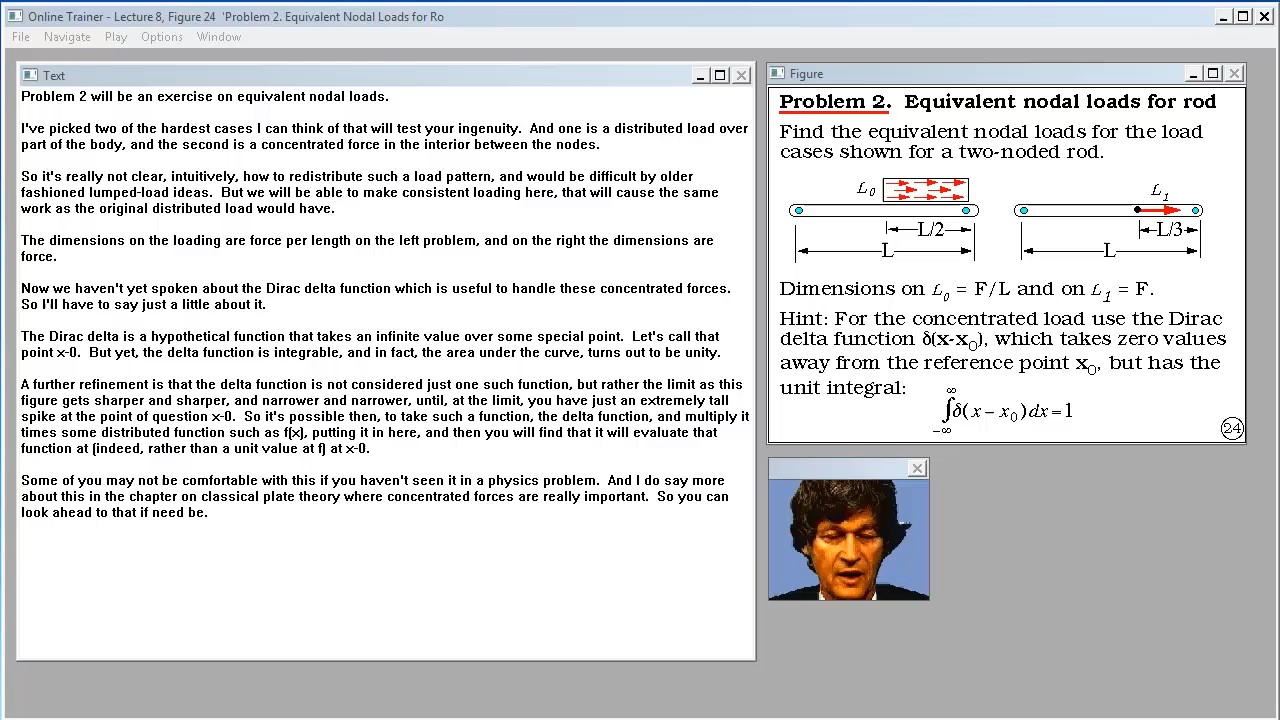 Online Trainer - Lecture 8, Figure 24 'Problem 2. Equivalent Nodal Loads for Ro
File Navigate Play Options Window
Text
Problem 2 will be an exercise on equivalent nodal loads.
I've picked two of the hardest cases I can think of that will test your ingenuity. And one is a distributed load over
part of the body, and the second is a concentrated force in the interior between the nodes.
So it's really not clear, intuitively, how to redistribute such a load pattern, and would be difficult by older
fashioned lumped-load ideas. But we will be able to make consistent loading here, that will cause the same
work as the original distributed load would have.
The dimensions on the loading are force per length on the left problem, and on the right the dimensions are
force.
Now we haven't yet spoken about the Dirac delta function which is useful to handle these concentrated forces.
So I'll have to say just a little about it.
The Dirac delta is a hypothetical function that takes an infinite value over some special point. Let's call that
point x-0. But yet, the delta function is integrable, and in fact, the area under the curve, turns out to be unity.
A further refinement is that the delta function is not considered just one such function, but rather the limit as this
figure gets sharper and sharper, and narrower and narrower, until, at the limit, you have just an extremely tall
spike at the point of question x-0. So it's possible then, to take such a function, the delta function, and multiply it
times some distributed function such as f(x), putting it in here, and then you will find that it will evaluate that
function at (indeed, rather than a unit value at f) at x-0.
Some of you may not be comfortable with this if you haven't seen it in a physics problem. And I do say more
about this in the chapter on classical plate theory where concentrated forces are really important. So you can
look ahead to that if need be.
Figure
Problem 2. Equivalent nodal loads for rod
Find the equivalent nodal loads for the load
cases shown for a two-noded rod.
ℒ₀
L/2
L
ℒ₁
L/3
L
Dimensions on ℒ₀ = F/L and on ℒ₁ = F.
Hint: For the concentrated load use the Dirac
delta function δ(x-x₀), which takes zero values
away from the reference point x₀, but has the
unit integral:
∫_{-∞}^{∞} δ(x – x₀) dx = 1
24